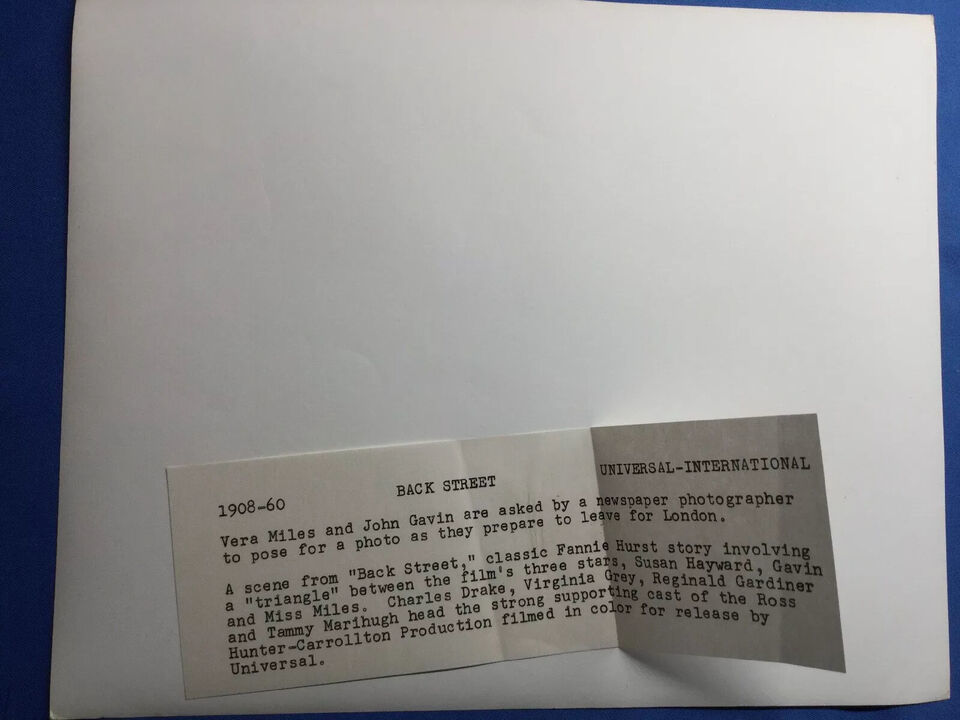 1908-60 BACK STREET UNIVERSAL-INTERNATIONAL
Vera Miles and John Gavin are asked by a newspaper photographer
to pose for a photo as they prepare to leave for London.
A scene from "Back Street," classic Fannie Hurst story involving
a "triangle" between the film's three stars, Susan Hayward, Gavin
and Miss Miles. Charles Drake, Virginia Grey, Reginald Gardiner
and Tammy Marihugh head the strong supporting cast of the Ross
Hunter-Carrollton Production filmed in color for release by
Universal.